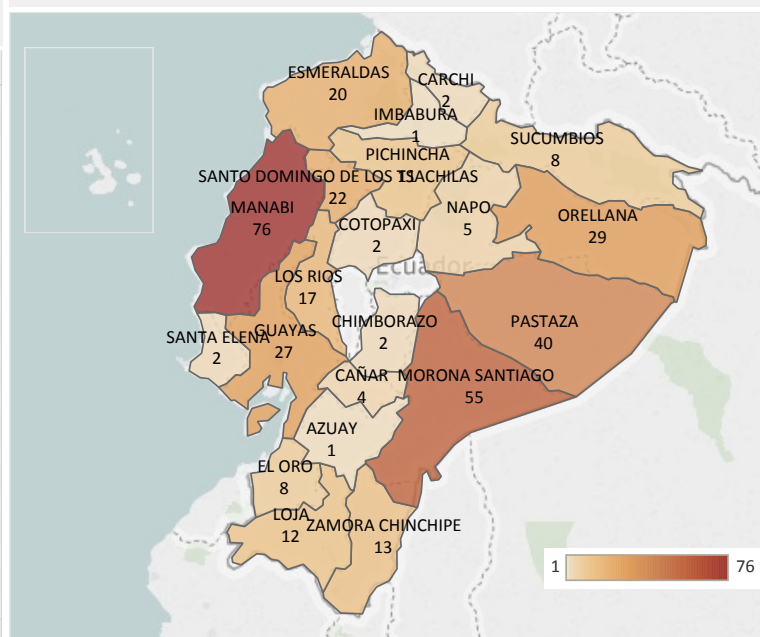 ESMERALDAS
20
CARCHI
2
IMBABURA
1
SUCUMBIOS
8
PICHINCHA
11
SANTO DOMINGO DE LOS TSACHILAS
22
MANABI
76
NAPO
5
ORELLANA
29
COTOPAXI
2
Ecuador
LOS RIOS
17
CHIMBORAZO
2
PASTAZA
40
SANTA ELENA
2
GUAYAS
27
CAÑAR
4
MORONA SANTIAGO
55
AZUAY
1
EL ORO
8
LOJA
12
ZAMORA CHINCHIPE
13
1
76